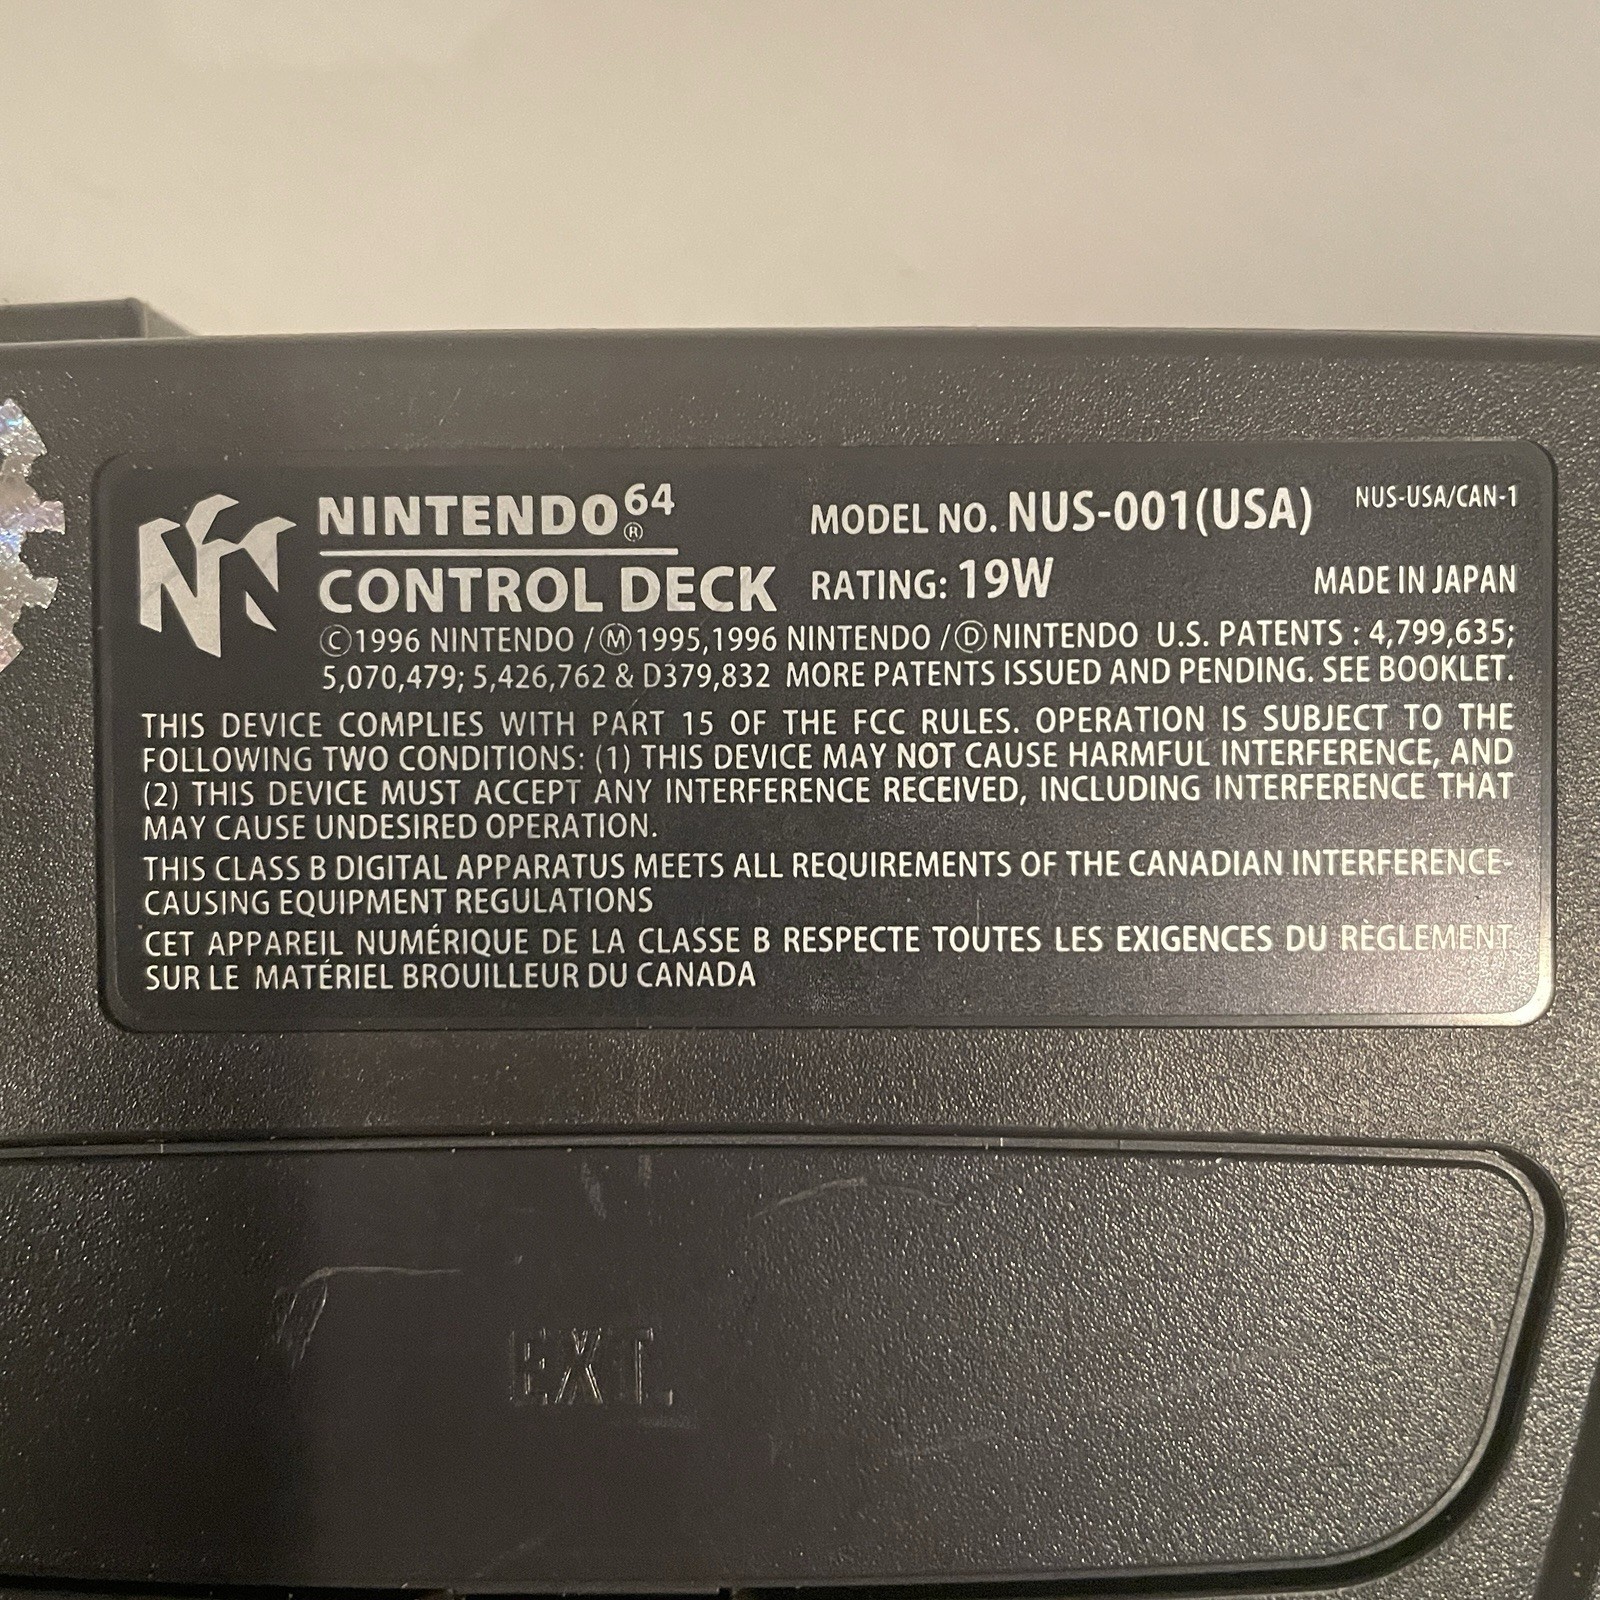 NINTENDO64®
CONTROL DECK
MODEL NO. NUS-001(USA)
NUS-USA/CAN-1
RATING: 19W
MADE IN JAPAN
Ⓒ1996 NINTENDO / Ⓜ1995,1996 NINTENDO / ⒹNINTENDO U.S. PATENTS : 4,799,635;
5,070,479; 5,426,762 & D379,832 MORE PATENTS ISSUED AND PENDING. SEE BOOKLET.
THIS DEVICE COMPLIES WITH PART 15 OF THE FCC RULES. OPERATION IS SUBJECT TO THE
FOLLOWING TWO CONDITIONS: (1) THIS DEVICE MAY NOT CAUSE HARMFUL INTERFERENCE, AND
(2) THIS DEVICE MUST ACCEPT ANY INTERFERENCE RECEIVED, INCLUDING INTERFERENCE THAT
MAY CAUSE UNDESIRED OPERATION.
THIS CLASS B DIGITAL APPARATUS MEETS ALL REQUIREMENTS OF THE CANADIAN INTERFERENCE-
CAUSING EQUIPMENT REGULATIONS
CET APPAREIL NUMÉRIQUE DE LA CLASSE B RESPECTE TOUTES LES EXIGENCES DU RÈGLEMENT
SUR LE MATÉRIEL BROUILLEUR DU CANADA
EXT.